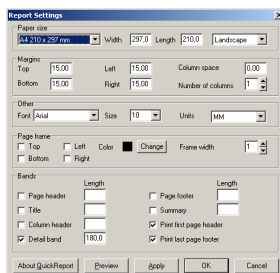 Report Settings
Paper size
A4 210 x 297 mm Width 297,0 Length 210,0 Landscape
Margins
Top 15,00 Left 15,00 Column space 0,00
Bottom 15,00 Right 15,00 Number of columns 1
Other
Font Arial Size 10 Units MM
Page frame
Top Left Color Change Frame width 1
Bottom Right
Bands
Length Length
Page header Page footer
Title Summary
Column header Print first page header
Detail band 180,0 Print last page footer
About QuickReport Preview Apply OK Cancel